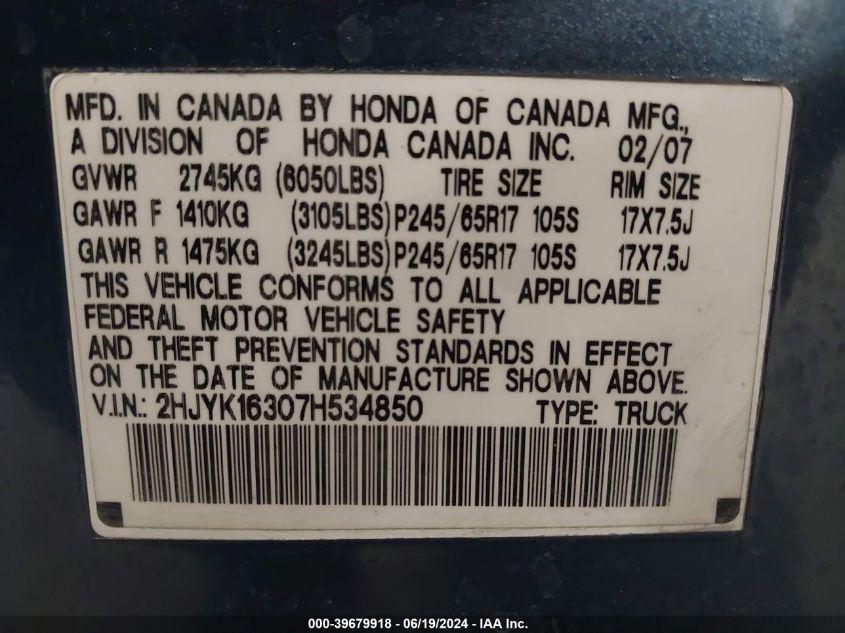 MFD. IN CANADA BY HONDA OF CANADA MFG.,
A DIVISION OF HONDA CANADA INC. 02/07
GVWR 2745KG (6050LBS) TIRE SIZE RIM SIZE
GAWR F 1410KG (3105LBS) P245/65R17 105S 17X7.5J
GAWR R 1475KG (3245LBS) P245/65R17 105S 17X7.5J
THIS VEHICLE CONFORMS TO ALL APPLICABLE
FEDERAL MOTOR VEHICLE SAFETY
AND THEFT PREVENTION STANDARDS IN EFFECT
ON THE DATE OF MANUFACTURE SHOWN ABOVE.
V.I.N.: 2HJYK16307H534850 TYPE: TRUCK
000-39679918 - 06/19/2024 - IAA Inc.